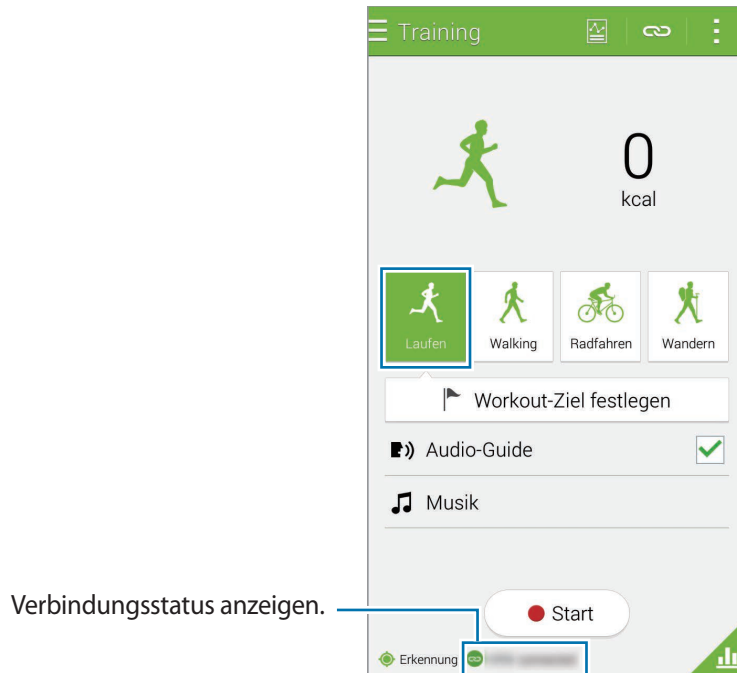 Training
0
kcal
Laufen
Walking
Radfahren
Wandern
Workout-Ziel festlegen
Audio-Guide
Musik
Start
Verbindungsstatus anzeigen.
Erkennung